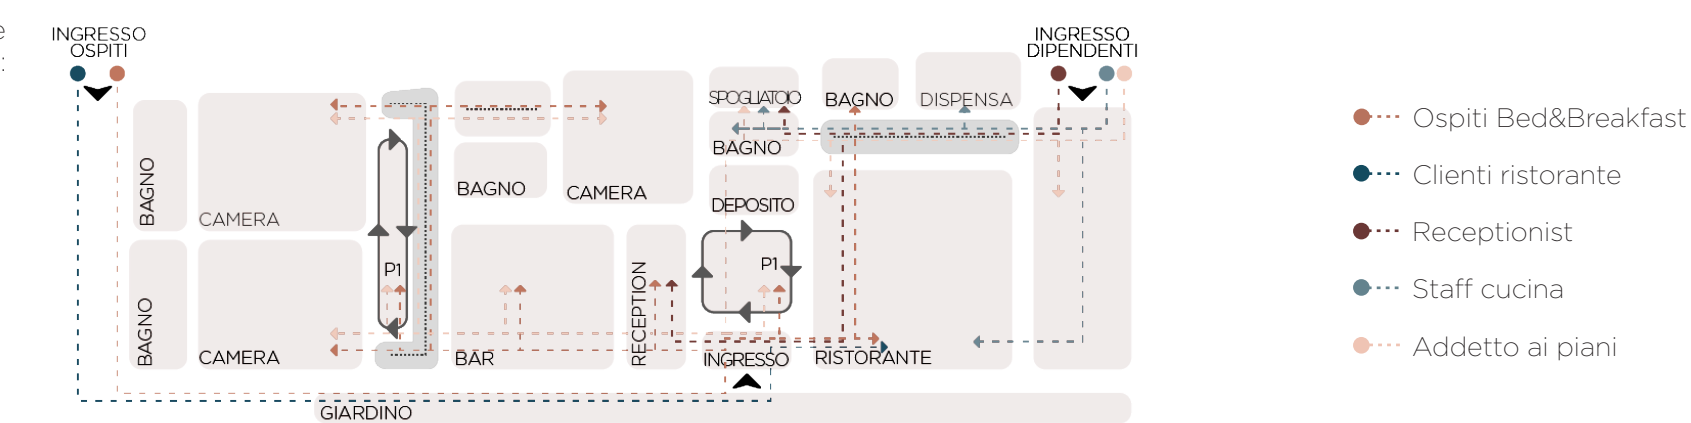 e
:
INGRESSO
OSPITI
INGRESSO
DIPENDENTI
SPOGLIATOIO
BAGNO
DISPENSA
BAGNO
BAGNO
CAMERA
BAGNO
CAMERA
DEPOSITO
P1
P1
BAGNO
CAMERA
BAR
RECEPTION
INGRESSO
RISTORANTE
GIARDINO
Ospiti Bed&Breakfast
Clienti ristorante
Receptionist
Staff cucina
Addetto ai piani